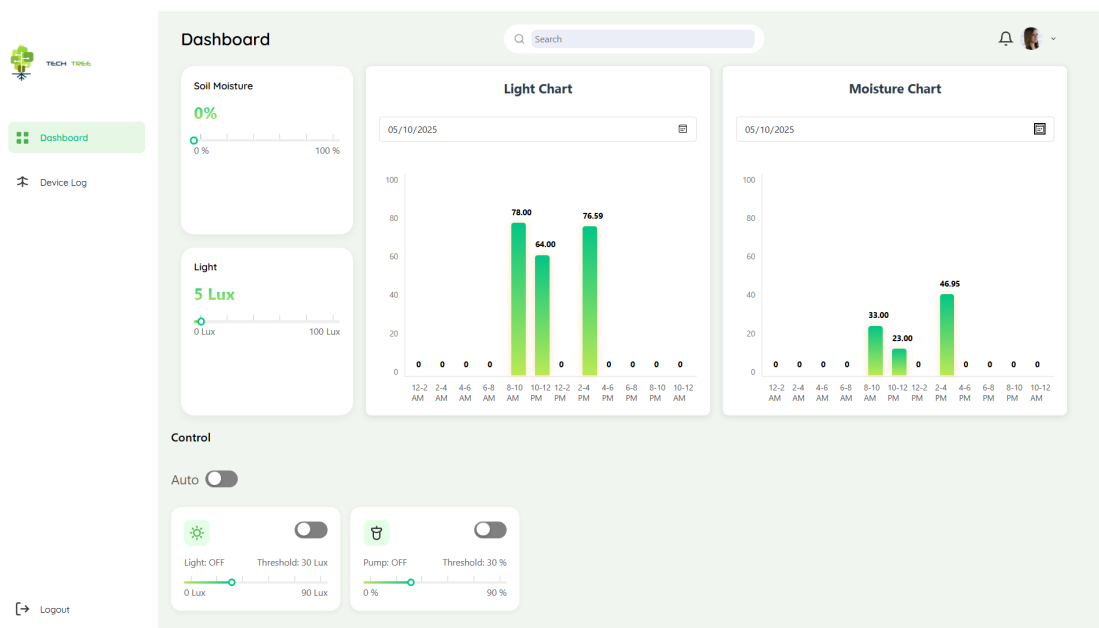 TECH TREE
Dashboard
Device Log
Logout
Dashboard
Search
Soil Moisture
0%
0 % 100 %
Light
5 Lux
0 Lux 100 Lux
Light Chart
05/10/2025
100
80
60
40
20
0
0 0 0 0 78.00 64.00 0 76.59 0 0 0 0
12-2 2-4 4-6 6-8 8-10 10-12 12-2 2-4 4-6 6-8 8-10 10-12
AM AM AM AM AM PM PM PM PM PM PM AM
Moisture Chart
05/10/2025
100
80
60
40
20
0
0 0 0 0 33.00 23.00 0 46.95 0 0 0 0
12-2 2-4 4-6 6-8 8-10 10-12 12-2 2-4 4-6 6-8 8-10 10-12
AM AM AM AM AM PM PM PM PM PM PM AM
Control
Auto
Light: OFF Threshold: 30 Lux
0 Lux 90 Lux
Pump: OFF Threshold: 30 %
0 % 90 %